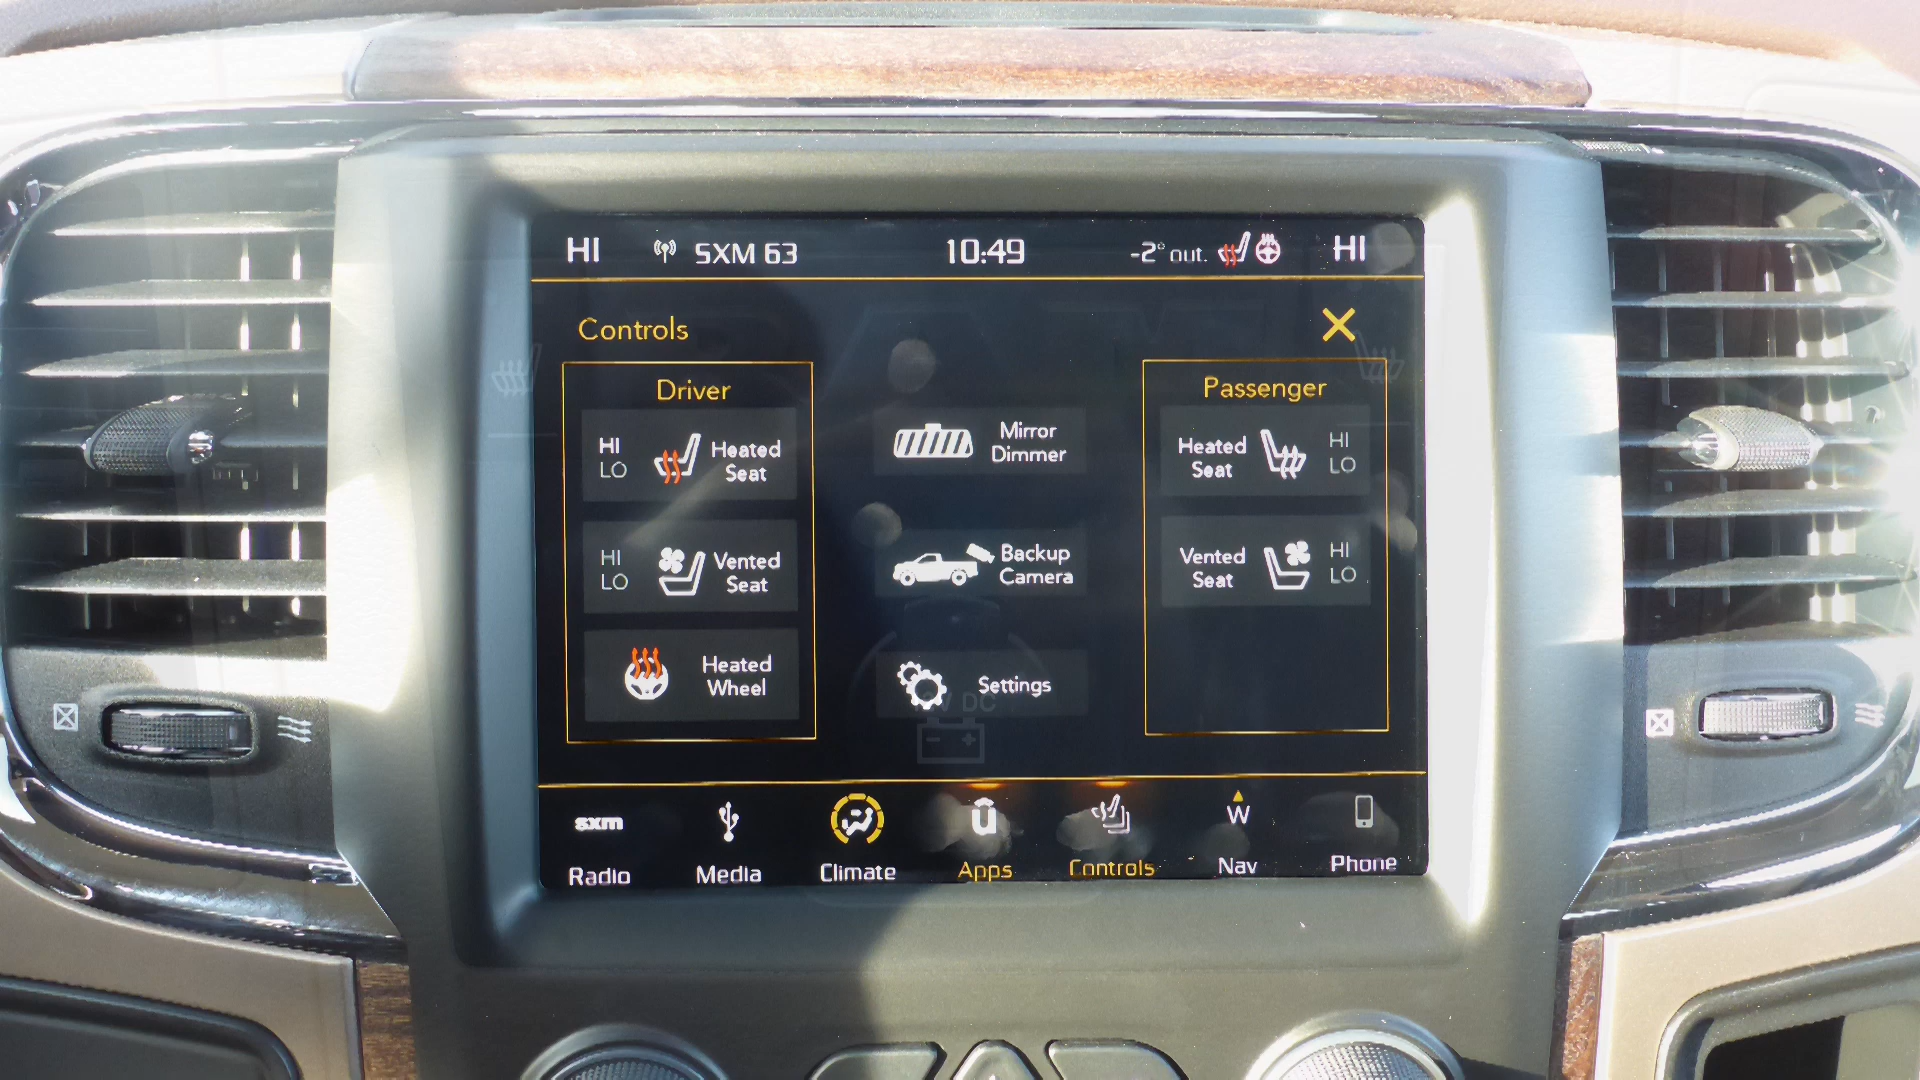 HI SXM 63 10:49 -2° out. HI
Controls
Driver
HI
LO
Heated
Seat
HI
LO
Vented
Seat
Heated
Wheel
Mirror
Dimmer
Backup
Camera
Settings
Passenger
Heated
Seat
HI
LO
Vented
Seat
HI
LO
DC
sxm
Radio
Media
Climate
Apps
Controls
W
Nav
Phone